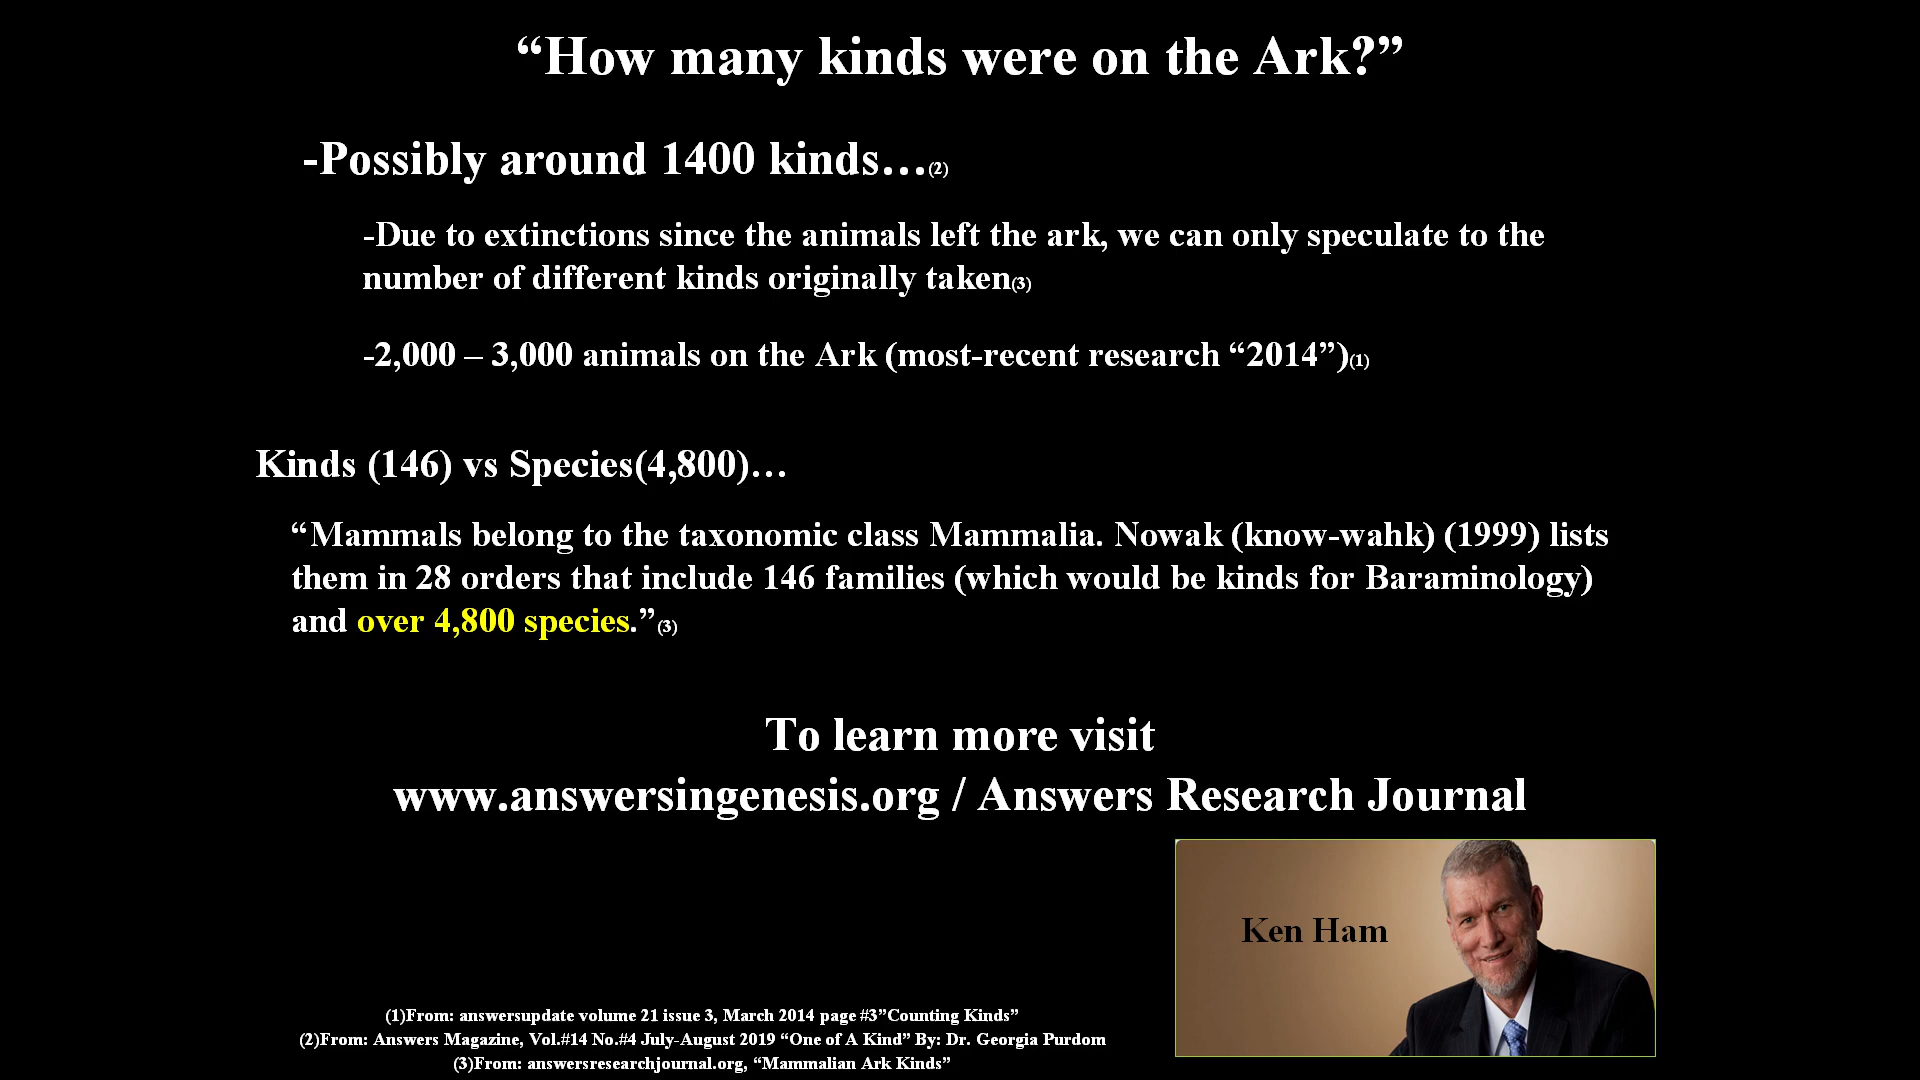 “How many kinds were on the Ark?”
-Possibly around 1400 kinds…(2)
-Due to extinctions since the animals left the ark, we can only speculate to the
number of different kinds originally taken(3)
-2,000 – 3,000 animals on the Ark (most-recent research “2014”)(1)
Kinds (146) vs Species(4,800)…
“Mammals belong to the taxonomic class Mammalia. Nowak (know-wahk) (1999) lists
them in 28 orders that include 146 families (which would be kinds for Baraminology)
and over 4,800 species.”(3)
To learn more visit
www.answersingenesis.org / Answers Research Journal
Ken Ham
(1)From: answersupdate volume 21 issue 3, March 2014 page #3”Counting Kinds”
(2)From: Answers Magazine, Vol.#14 No.#4 July-August 2019 “One of A Kind” By: Dr. Georgia Purdom
(3)From: answersresearchjournal.org, “Mammalian Ark Kinds”